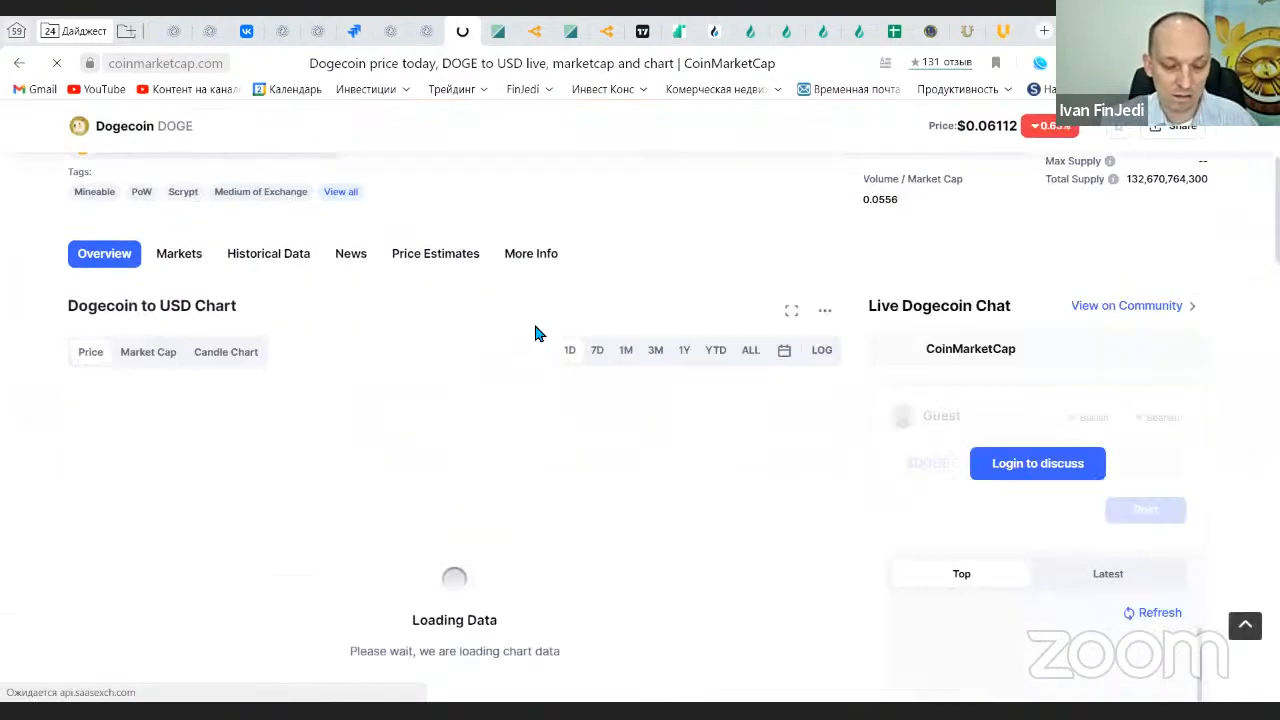 59 24 Дайджест
coinmarketcap.com Dogecoin price today, DOGE to USD live, marketcap and chart | CoinMarketCap ★ 131 отзыв
Gmail YouTube Контент на канал Календарь Инвестиции Трейдинг FinJedi Инвест Конс Комерческая недви Временная почта Продуктивность
Ivan FinJedi
Dogecoin DOGE Price: $0.06112 0.65% Share
Tags:
Mineable PoW Scrypt Medium of Exchange View all
Volume / Market Cap
0.0556
Max Supply --
Total Supply 132,670,764,300
Overview Markets Historical Data News Price Estimates More Info
Dogecoin to USD Chart
Price Market Cap Candle Chart 1D 7D 1M 3M 1Y YTD ALL LOG
Loading Data
Please wait, we are loading chart data
Live Dogecoin Chat View on Community
CoinMarketCap
Guest Bullish Bearish
Login to discuss
Post
Top Latest
Refresh
zoom
Ожидается api.saasexch.com